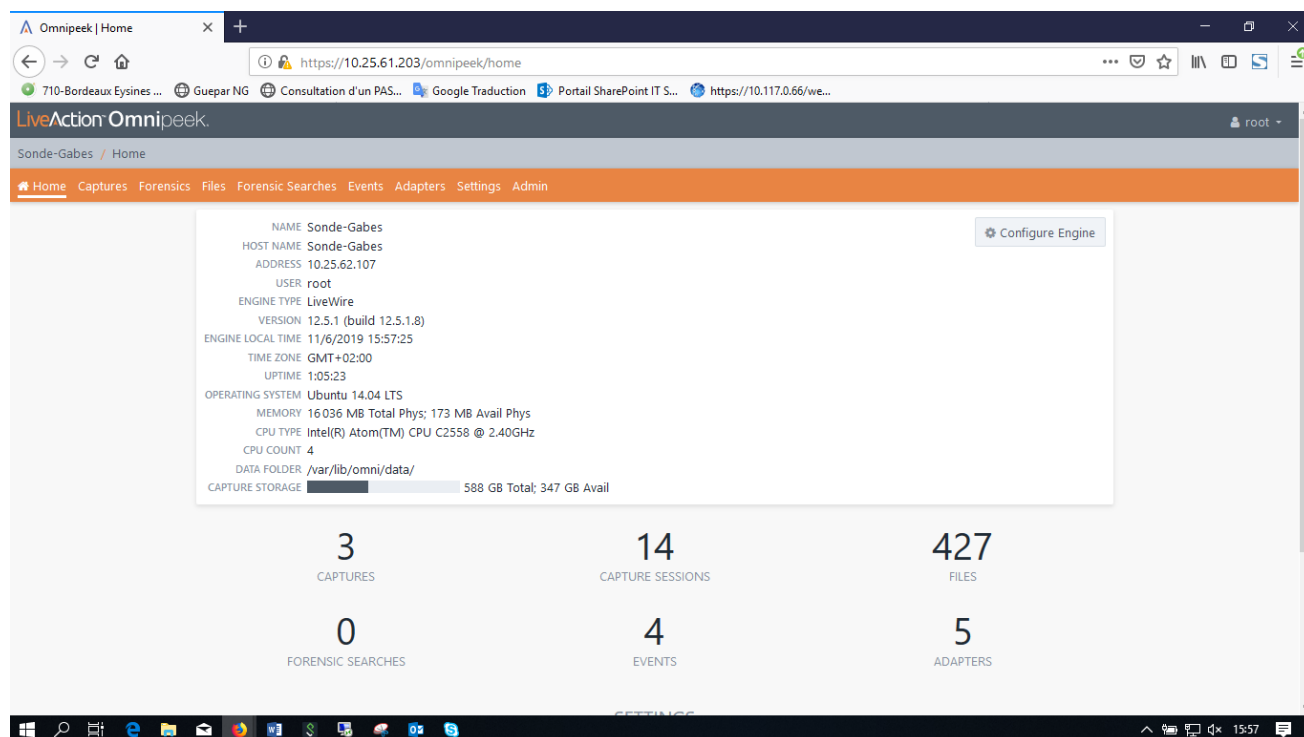 Omnipeek | Home
https://10.25.61.203/omnipeek/home
710-Bordeaux Eysines ... Guepar NG Consultation d'un PAS... Google Traduction Portail SharePoint IT S... https://10.117.0.66/we...
LiveAction Omnipeek. root
Sonde-Gabes / Home
Home Captures Forensics Files Forensic Searches Events Adapters Settings Admin
Configure Engine
NAME Sonde-Gabes
HOST NAME Sonde-Gabes
ADDRESS 10.25.62.107
USER root
ENGINE TYPE LiveWire
VERSION 12.5.1 (build 12.5.1.8)
ENGINE LOCAL TIME 11/6/2019 15:57:25
TIME ZONE GMT+02:00
UPTIME 1:05:23
OPERATING SYSTEM Ubuntu 14.04 LTS
MEMORY 16 036 MB Total Phys; 173 MB Avail Phys
CPU TYPE Intel(R) Atom(TM) CPU C2558 @ 2.40GHz
CPU COUNT 4
DATA FOLDER /var/lib/omni/data/
CAPTURE STORAGE 588 GB Total; 347 GB Avail
3 14 427
CAPTURES CAPTURE SESSIONS FILES
0 4 5
FORENSIC SEARCHES EVENTS ADAPTERS
SETTINGS
15:57